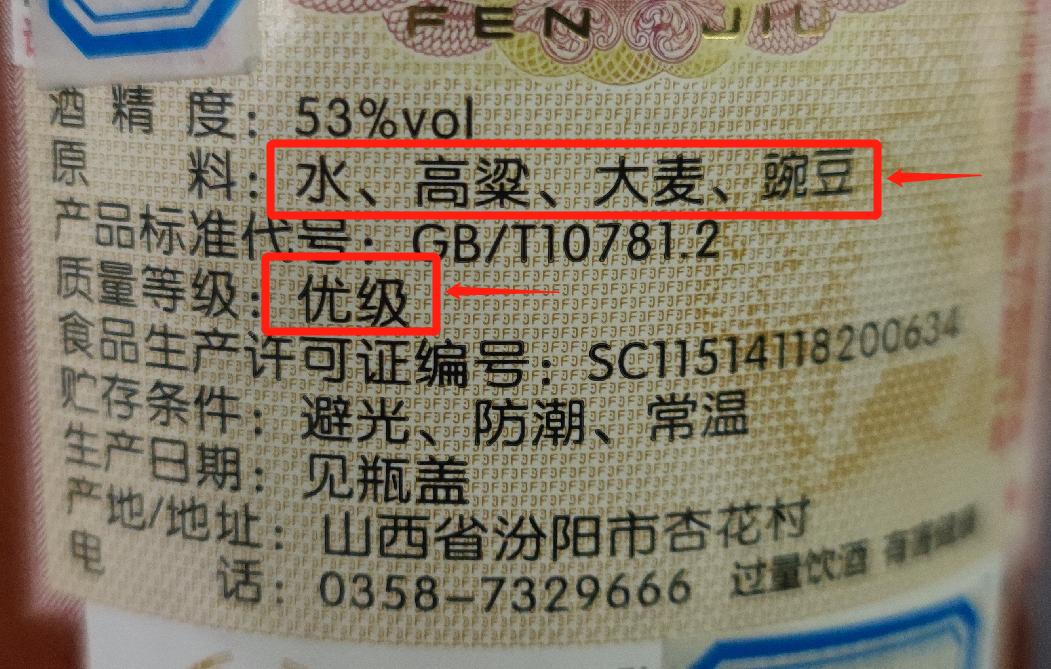 FEN JIU
酒精度：53%vol
原料：水、高粱、大麦、豌豆
产品标准代号：GB/T10781.2
质量等级：优级
食品生产许可证编号：SC11514118200634
贮存条件：避光、防潮、常温
生产日期：见瓶盖
产地/地址：山西省汾阳市杏花村
电话：0358-7329666 过量饮酒 有害健康